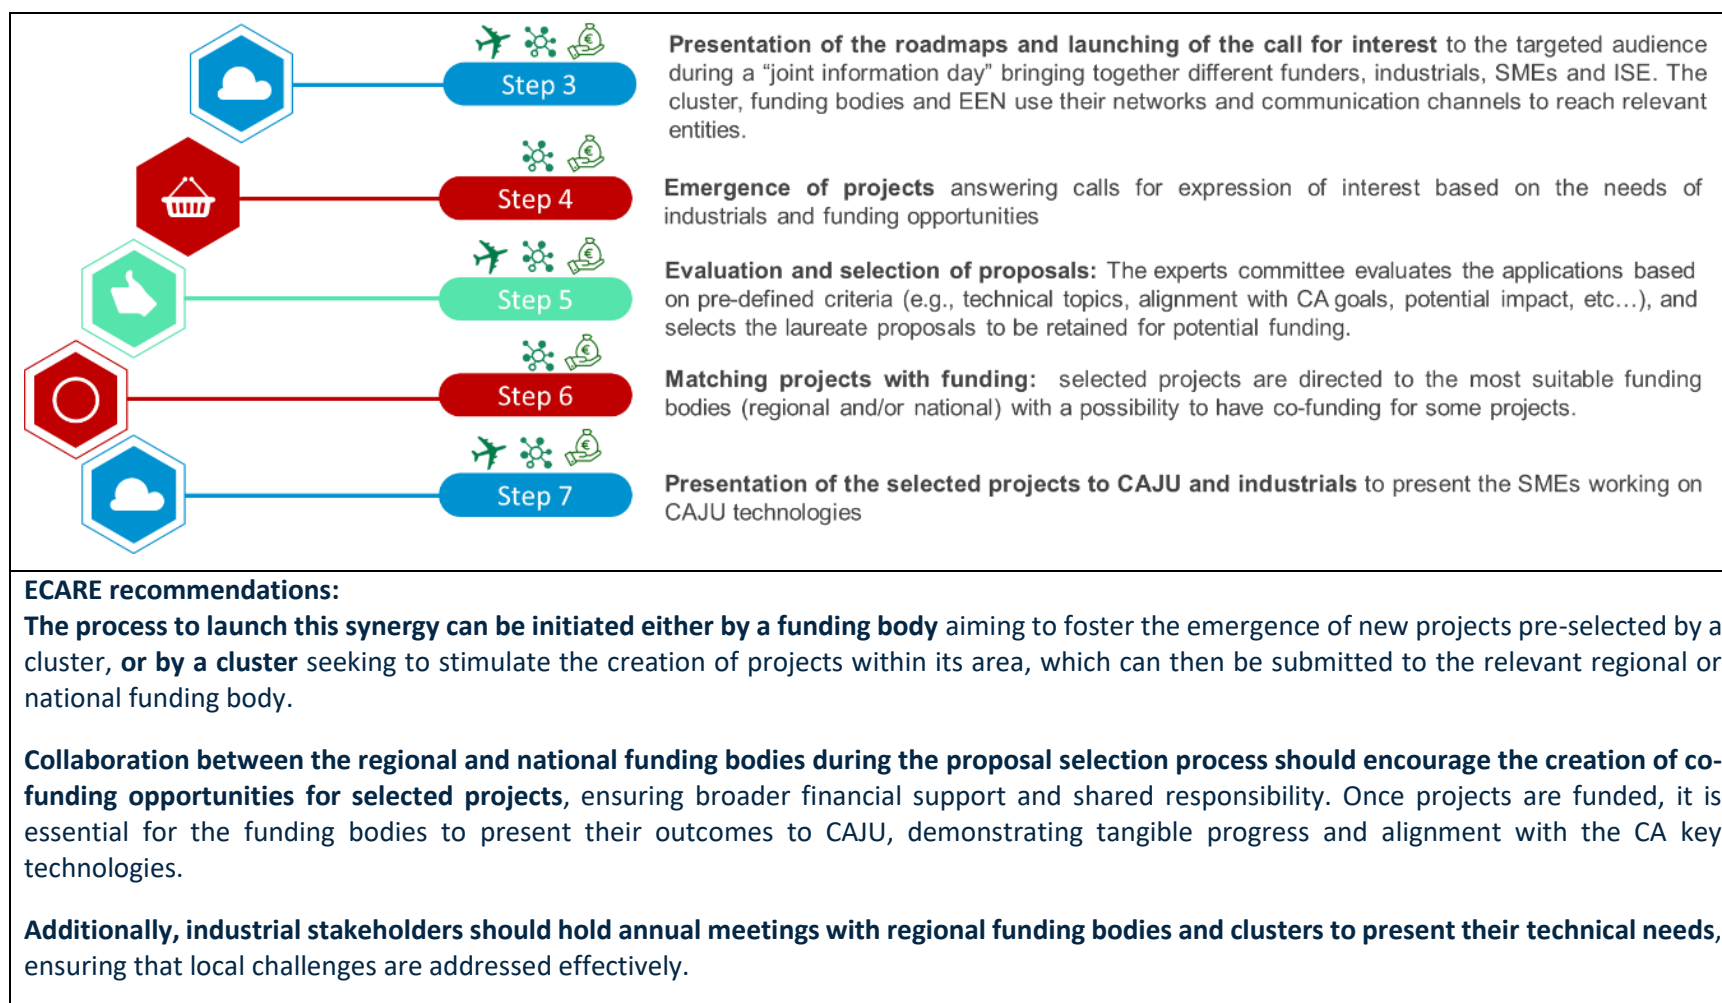 Step 3
Presentation of the roadmaps and launching of the call for interest to the targeted audience
during a “joint information day” bringing together different funders, industrials, SMEs and ISE. The
cluster, funding bodies and EEN use their networks and communication channels to reach relevant
entities.
Step 4
Emergence of projects answering calls for expression of interest based on the needs of
industrials and funding opportunities
Step 5
Evaluation and selection of proposals: The experts committee evaluates the applications based
on pre-defined criteria (e.g., technical topics, alignment with CA goals, potential impact, etc…), and
selects the laureate proposals to be retained for potential funding.
Step 6
Matching projects with funding: selected projects are directed to the most suitable funding
bodies (regional and/or national) with a possibility to have co-funding for some projects.
Step 7
Presentation of the selected projects to CAJU and industrials to present the SMEs working on
CAJU technologies
ECARE recommendations:
The process to launch this synergy can be initiated either by a funding body aiming to foster the emergence of new projects pre-selected by a
cluster, or by a cluster seeking to stimulate the creation of projects within its area, which can then be submitted to the relevant regional or
national funding body.
Collaboration between the regional and national funding bodies during the proposal selection process should encourage the creation of co-
funding opportunities for selected projects, ensuring broader financial support and shared responsibility. Once projects are funded, it is
essential for the funding bodies to present their outcomes to CAJU, demonstrating tangible progress and alignment with the CA key
technologies.
Additionally, industrial stakeholders should hold annual meetings with regional funding bodies and clusters to present their technical needs,
ensuring that local challenges are addressed effectively.